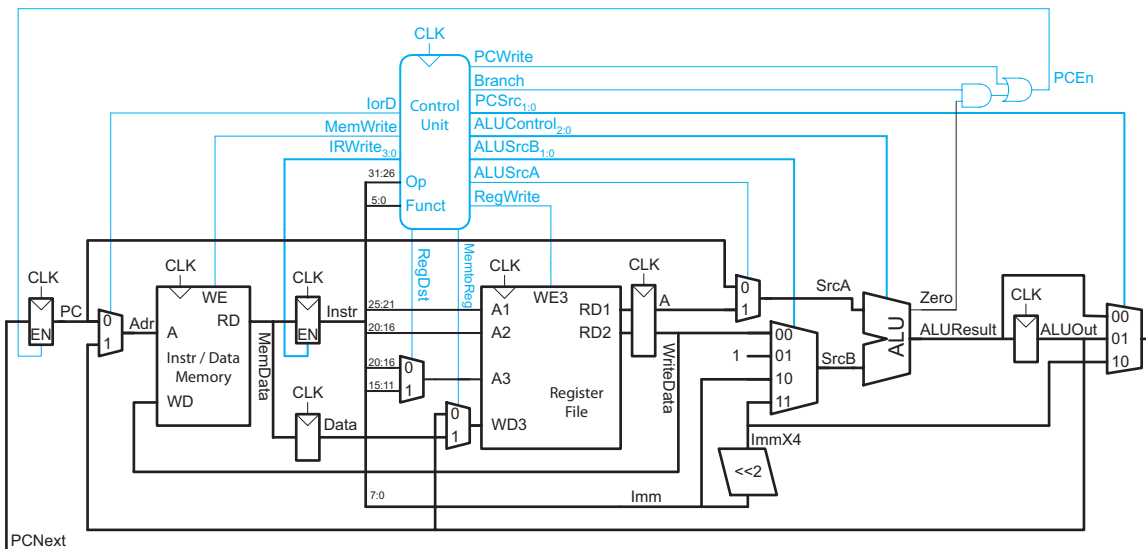 CLK
PCWrite
Branch
PCSrc1:0
ALUControl2:0
ALUSrcB1:0
ALUSrcA
RegWrite
PCEn
IorD
MemWrite
IRWrite3:0
Control
Unit
31:26
Op
5:0
Funct
RegDst
MemtoReg
CLK
EN
PC
0
1
Adr
CLK
WE
A
RD
Instr / Data
Memory
WD
MemData
CLK
EN
Instr
CLK
Data
25:21
20:16
20:16
15:11
0
1
0
1
CLK
WE3
A1
A2
A3
WD3
RD1
RD2
Register
File
CLK
A
WriteData
0
1
SrcA
00
1
01
10
11
SrcB
ALU
Zero
ALUResult
CLK
ALUOut
00
01
10
ImmX4
<<2
7:0
Imm
PCNext